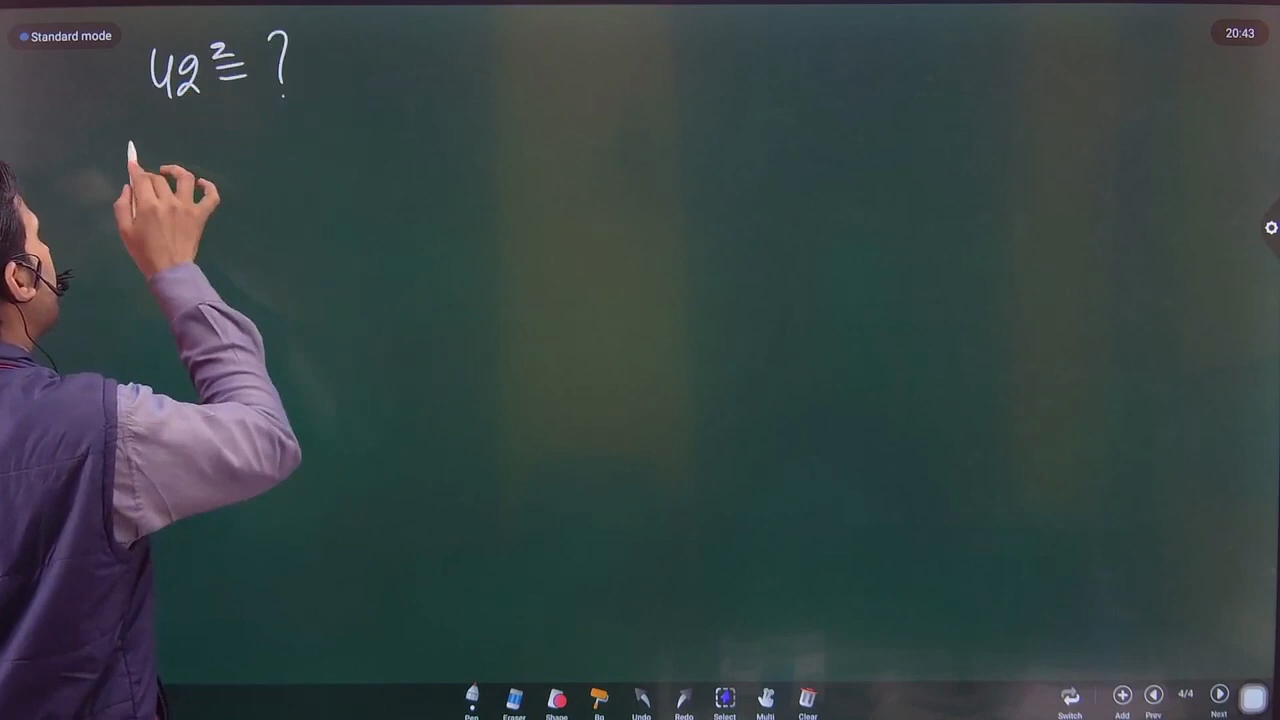 Standard mode
20:43
42² = ?
Pen Eraser Shape Bg Undo Redo Select Multi Clear Switch Add Prev 4/4 Next